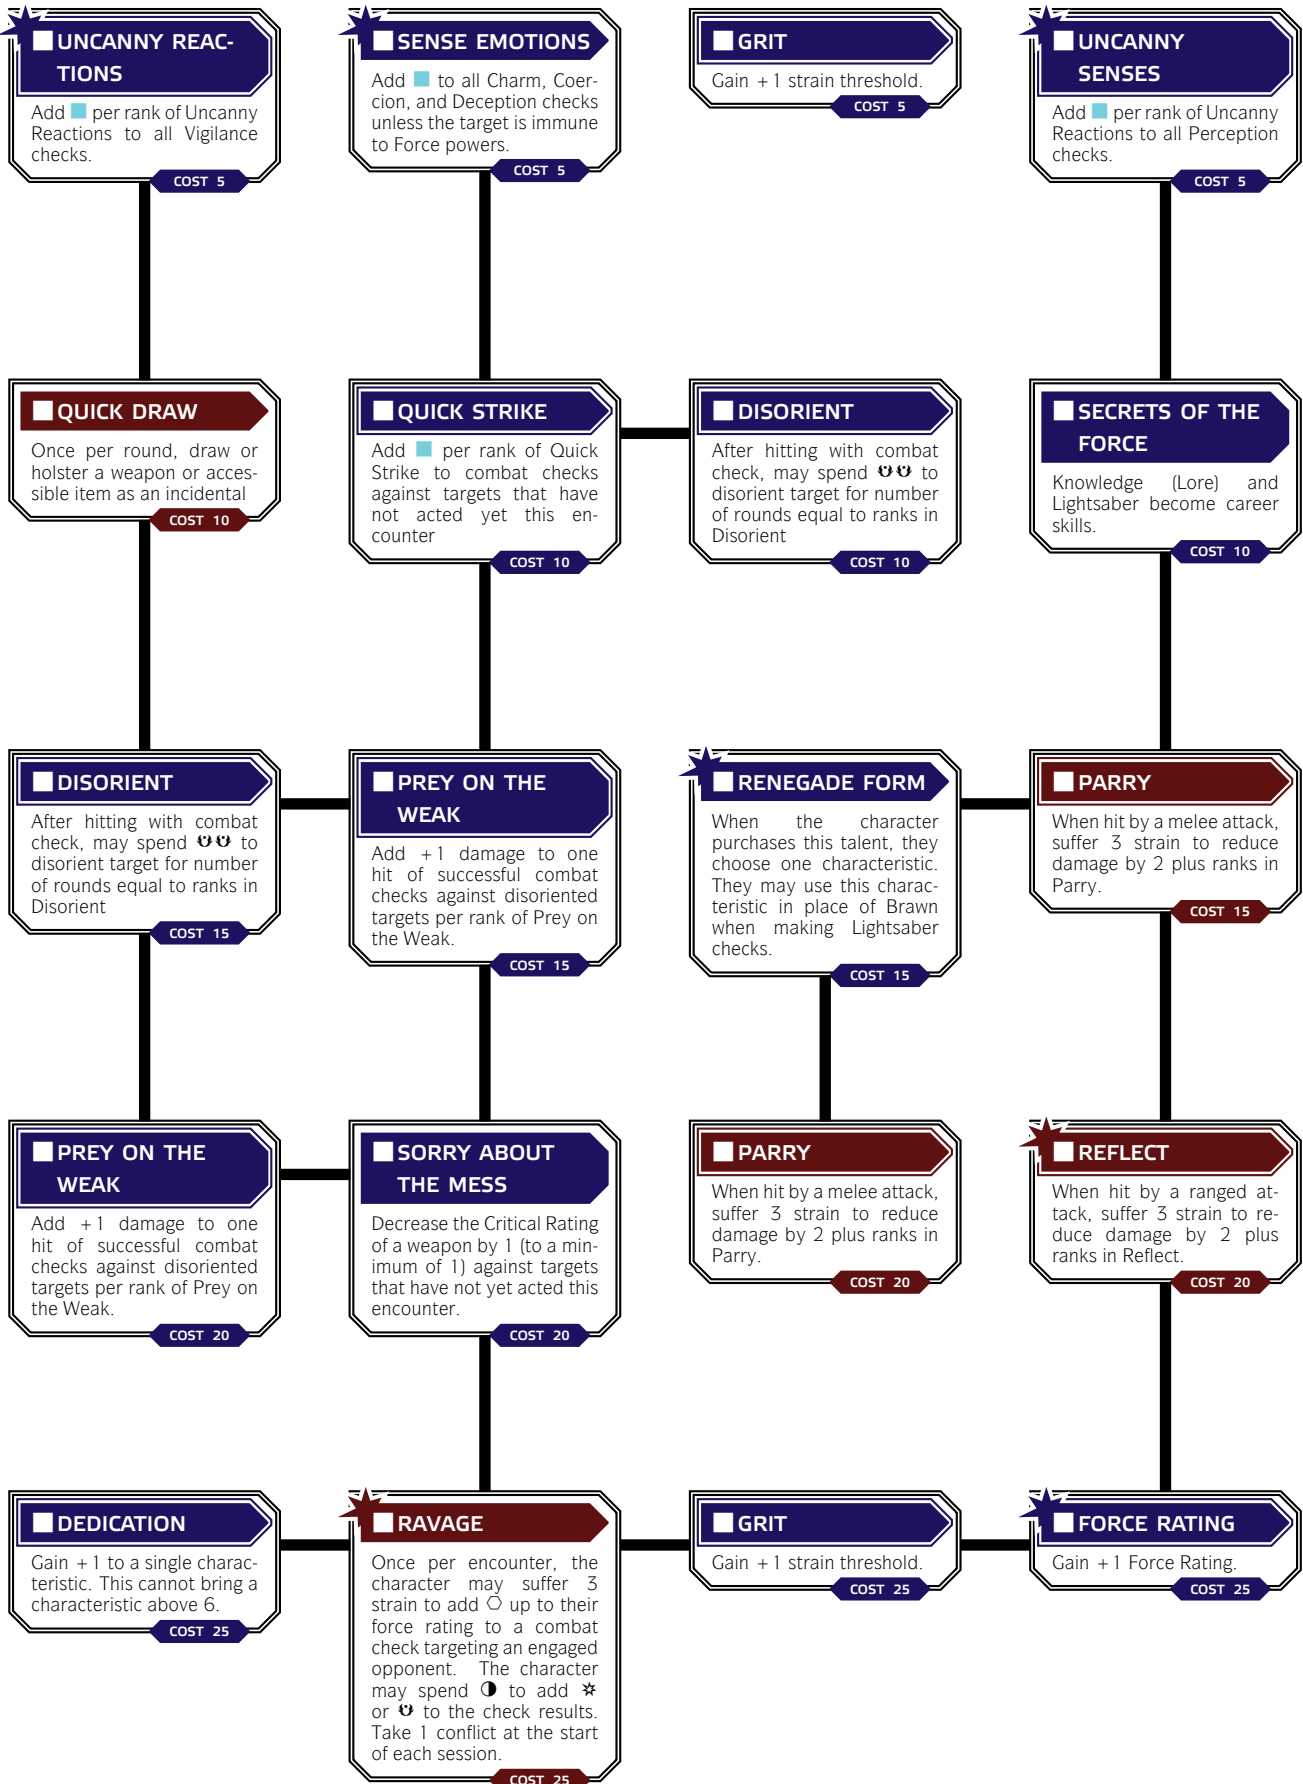 UNCANNY REAC-
TIONS
Add per rank of Uncanny
Reactions to all Vigilance
checks.
COST 5
SENSE EMOTIONS
Add to all Charm, Coer-
cion, and Deception checks
unless the target is immune
to Force powers.
COST 5
GRIT
Gain +1 strain threshold.
COST 5
UNCANNY
SENSES
Add per rank of Uncanny
Reactions to all Perception
checks.
COST 5
QUICK DRAW
Once per round, draw or
holster a weapon or acces-
sible item as an incidental
COST 10
QUICK STRIKE
Add per rank of Quick
Strike to combat checks
against targets that have
not acted yet this en-
counter
COST 10
DISORIENT
After hitting with combat
check, may spend to
disorient target for number
of rounds equal to ranks in
Disorient
COST 10
SECRETS OF THE
FORCE
Knowledge (Lore) and
Lightsaber become career
skills.
COST 10
DISORIENT
After hitting with combat
check, may spend to
disorient target for number
of rounds equal to ranks in
Disorient
COST 15
PREY ON THE
WEAK
Add +1 damage to one
hit of successful combat
checks against disoriented
targets per rank of Prey on
the Weak.
COST 15
RENEGADE FORM
When the character
purchases this talent, they
choose one characteristic.
They may use this charac-
teristic in place of Brawn
when making Lightsaber
checks.
COST 15
PARRY
When hit by a melee attack,
suffer 3 strain to reduce
damage by 2 plus ranks in
Parry.
COST 15
PREY ON THE
WEAK
Add +1 damage to one
hit of successful combat
checks against disoriented
targets per rank of Prey on
the Weak.
COST 20
SORRY ABOUT
THE MESS
Decrease the Critical Rating
of a weapon by 1 (to a min-
imum of 1) against targets
that have not yet acted this
encounter.
COST 20
PARRY
When hit by a melee attack,
suffer 3 strain to reduce
damage by 2 plus ranks in
Parry.
COST 20
REFLECT
When hit by a ranged at-
tack, suffer 3 strain to re-
duce damage by 2 plus
ranks in Reflect.
COST 20
DEDICATION
Gain +1 to a single charac-
teristic. This cannot bring a
characteristic above 6.
COST 25
RAVAGE
Once per encounter, the
character may suffer 3
strain to add up to their
force rating to a combat
check targeting an engaged
opponent. The character
may spend to add
or to the check results.
Take 1 conflict at the start
of each session.
COST 25
GRIT
Gain +1 strain threshold.
COST 25
FORCE RATING
Gain +1 Force Rating.
COST 25